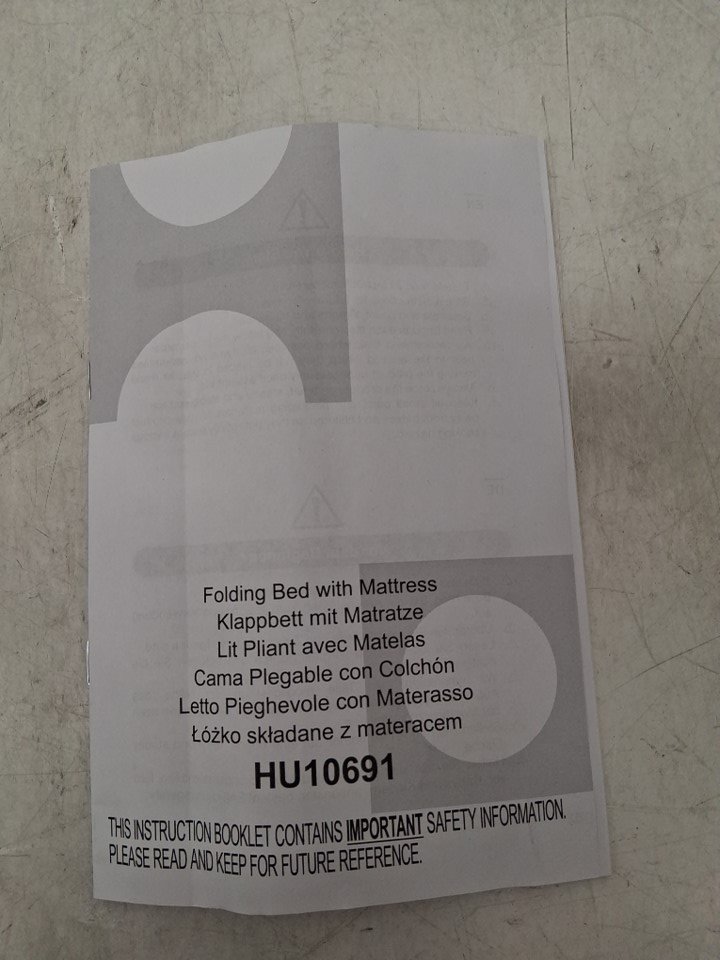 Folding Bed with Mattress
Klappbett mit Matratze
Lit Pliant avec Matelas
Cama Plegable con Colchón
Letto Pieghevole con Materasso
Łóżko składane z materacem
HU10691
THIS INSTRUCTION BOOKLET CONTAINS IMPORTANT SAFETY INFORMATION.
PLEASE READ AND KEEP FOR FUTURE REFERENCE.